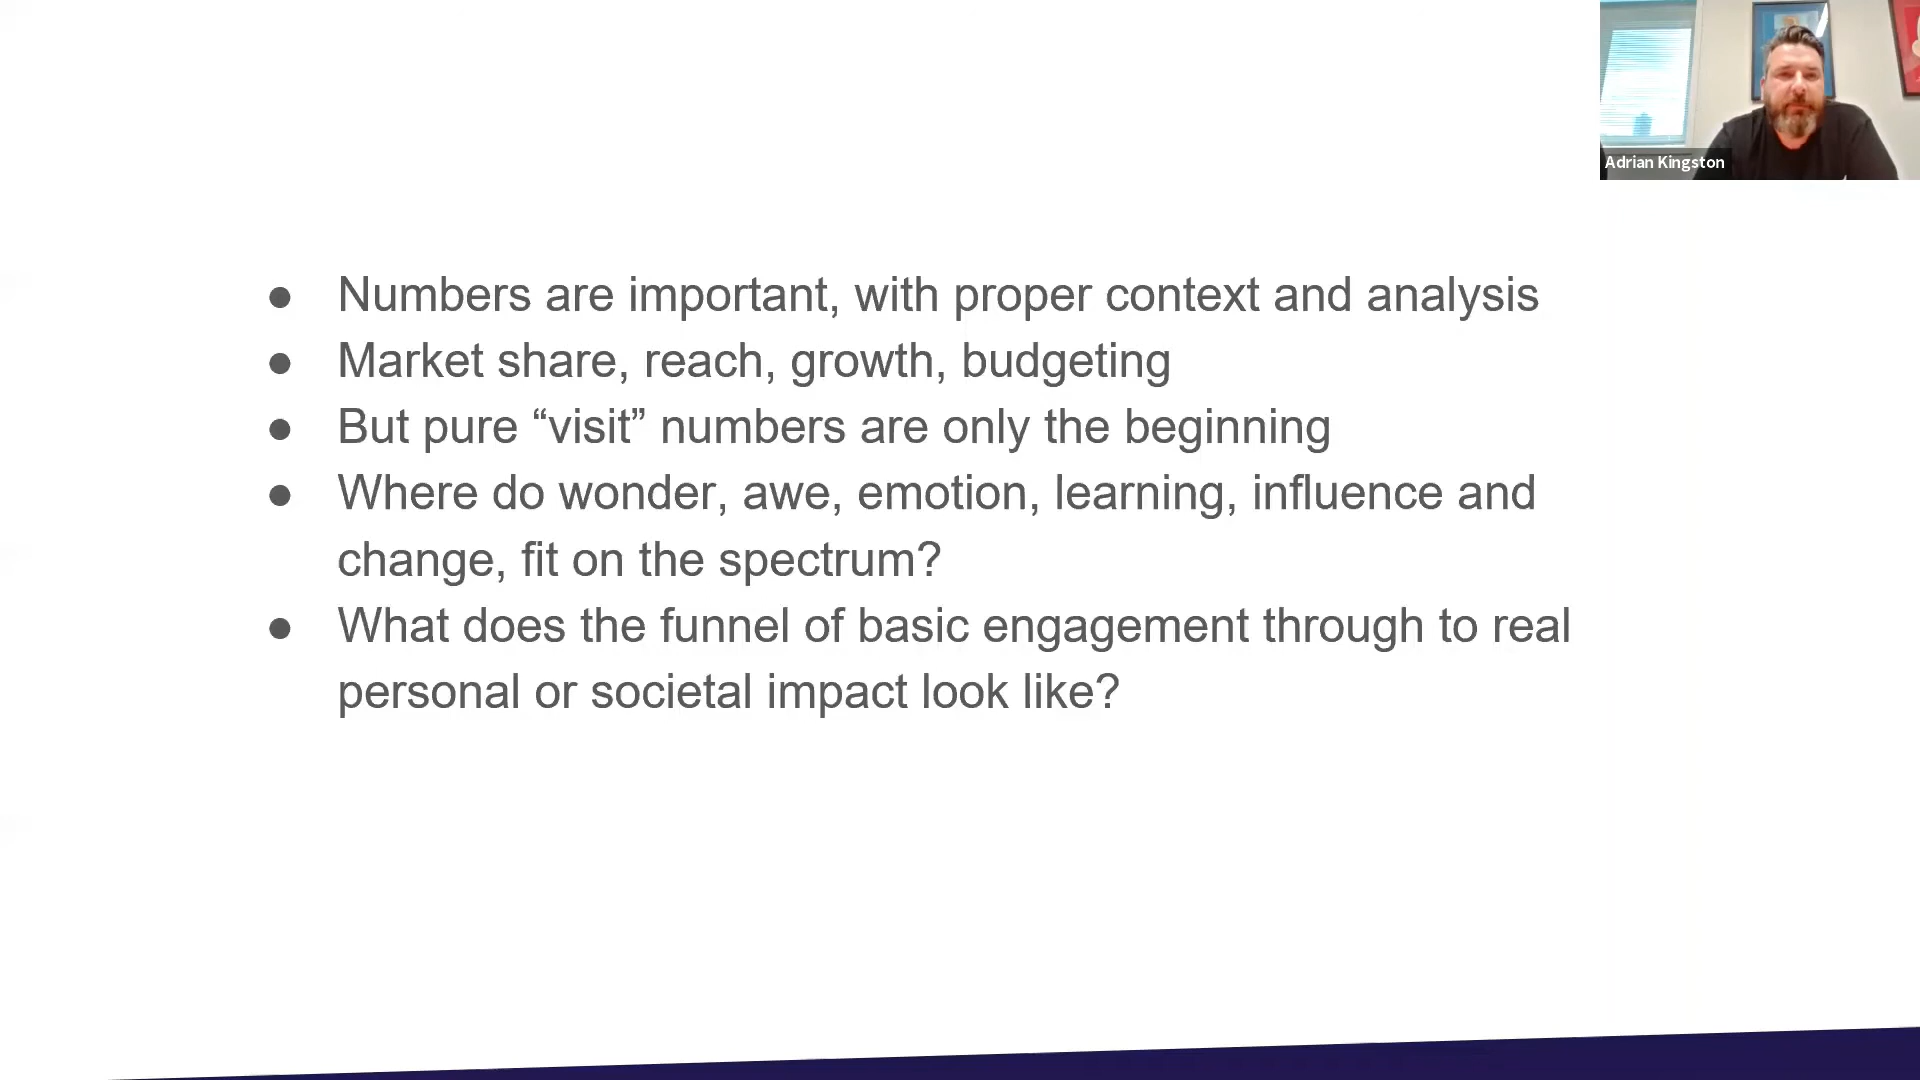 Adrian Kingston
● Numbers are important, with proper context and analysis
● Market share, reach, growth, budgeting
● But pure “visit” numbers are only the beginning
● Where do wonder, awe, emotion, learning, influence and
change, fit on the spectrum?
● What does the funnel of basic engagement through to real
personal or societal impact look like?